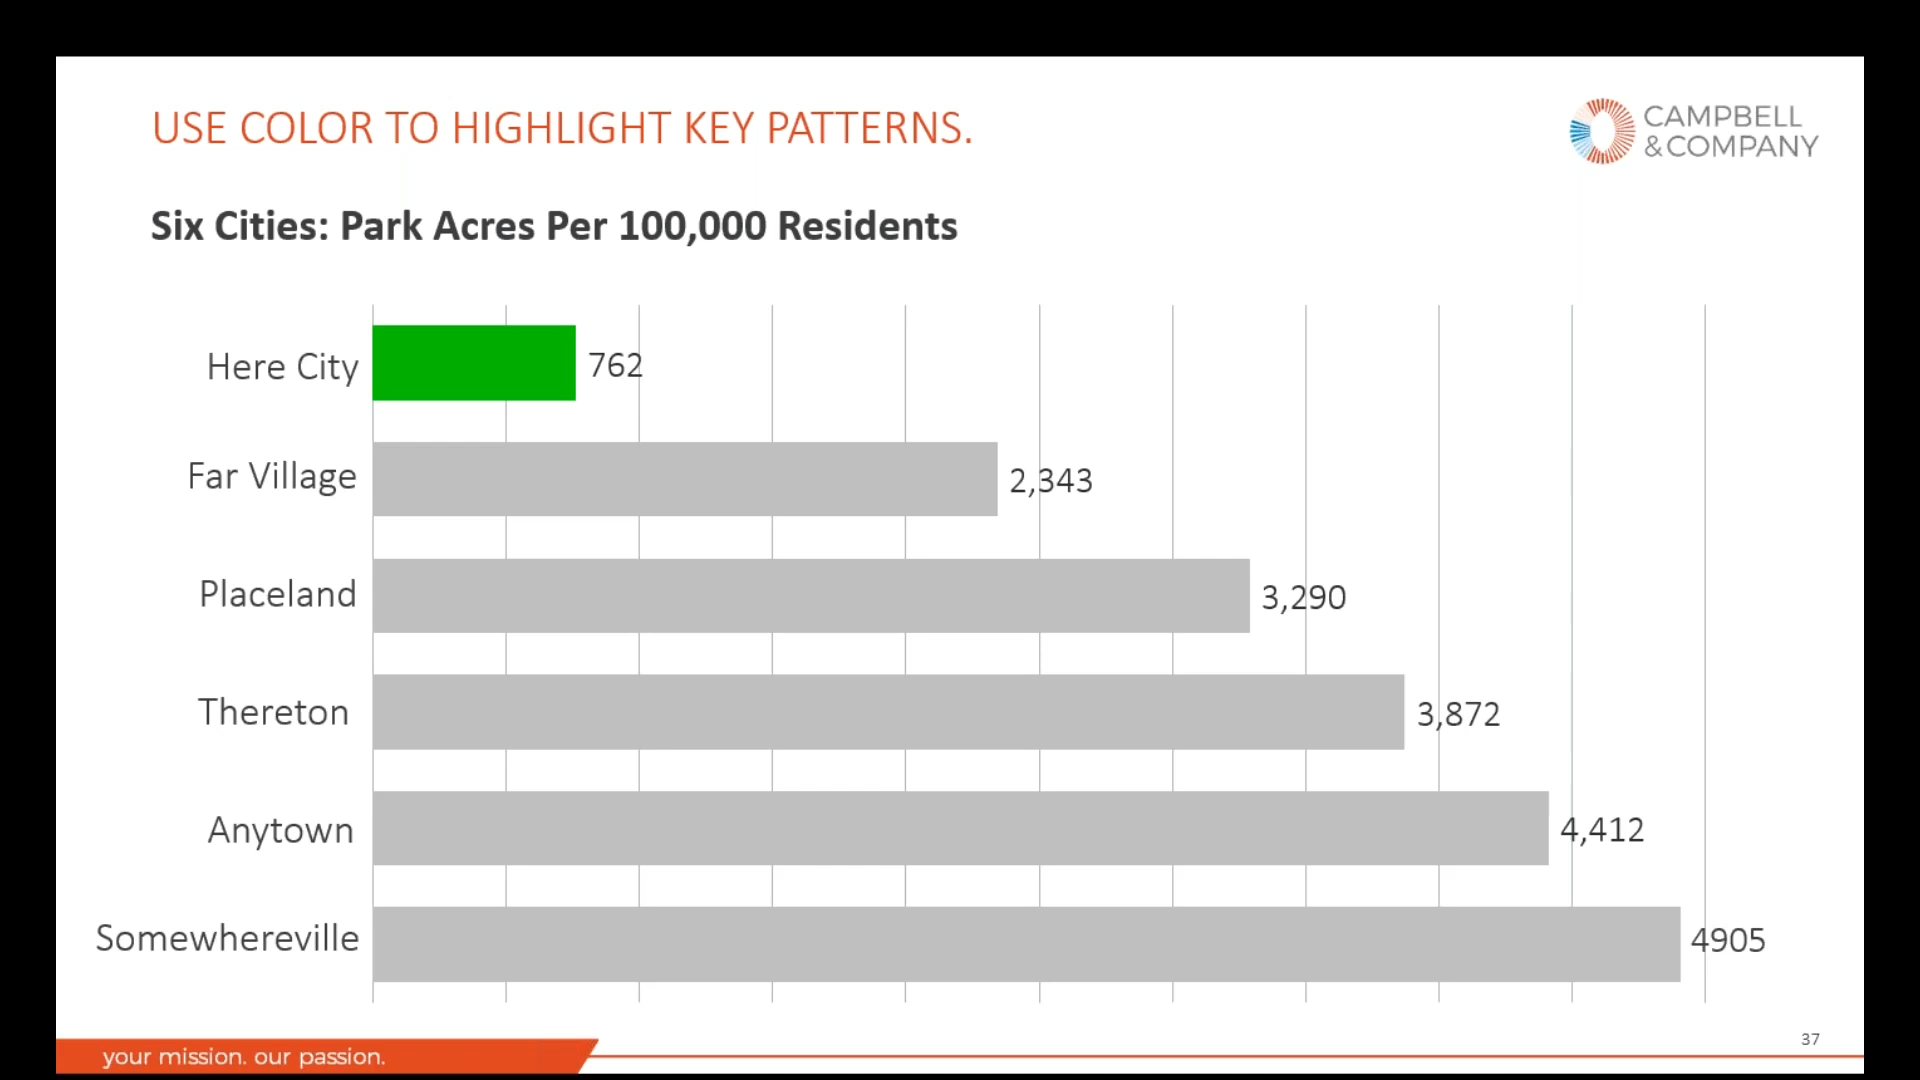 USE COLOR TO HIGHLIGHT KEY PATTERNS.
CAMPBELL
&COMPANY
Six Cities: Park Acres Per 100,000 Residents
Here City 762
Far Village 2,343
Placeland 3,290
Thereton 3,872
Anytown 4,412
Somewhereville 4905
37
your mission. our passion.